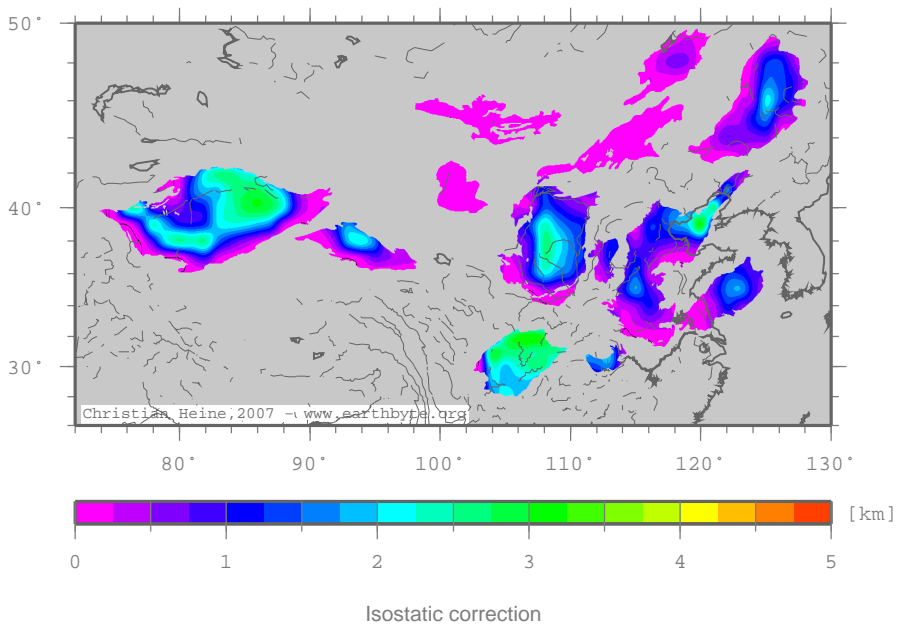 50°
40°
30°
Christian Heine,2007 - www.earthbyte.org
80° 90° 100° 110° 120° 130°
[km]
0 1 2 3 4 5
Isostatic correction